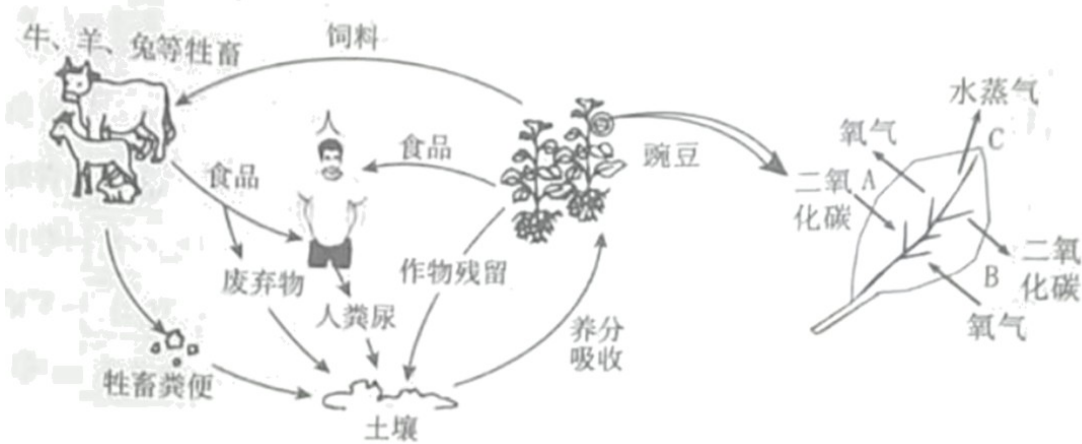 牛、羊、兔等牲畜
饲料
人
食品
食品
豌豆
废弃物
人粪尿
作物残留
养分
吸收
牲畜粪便
土壤
水蒸气
氧气
C
二氧
化碳
A
二氧
化碳
B
氧气